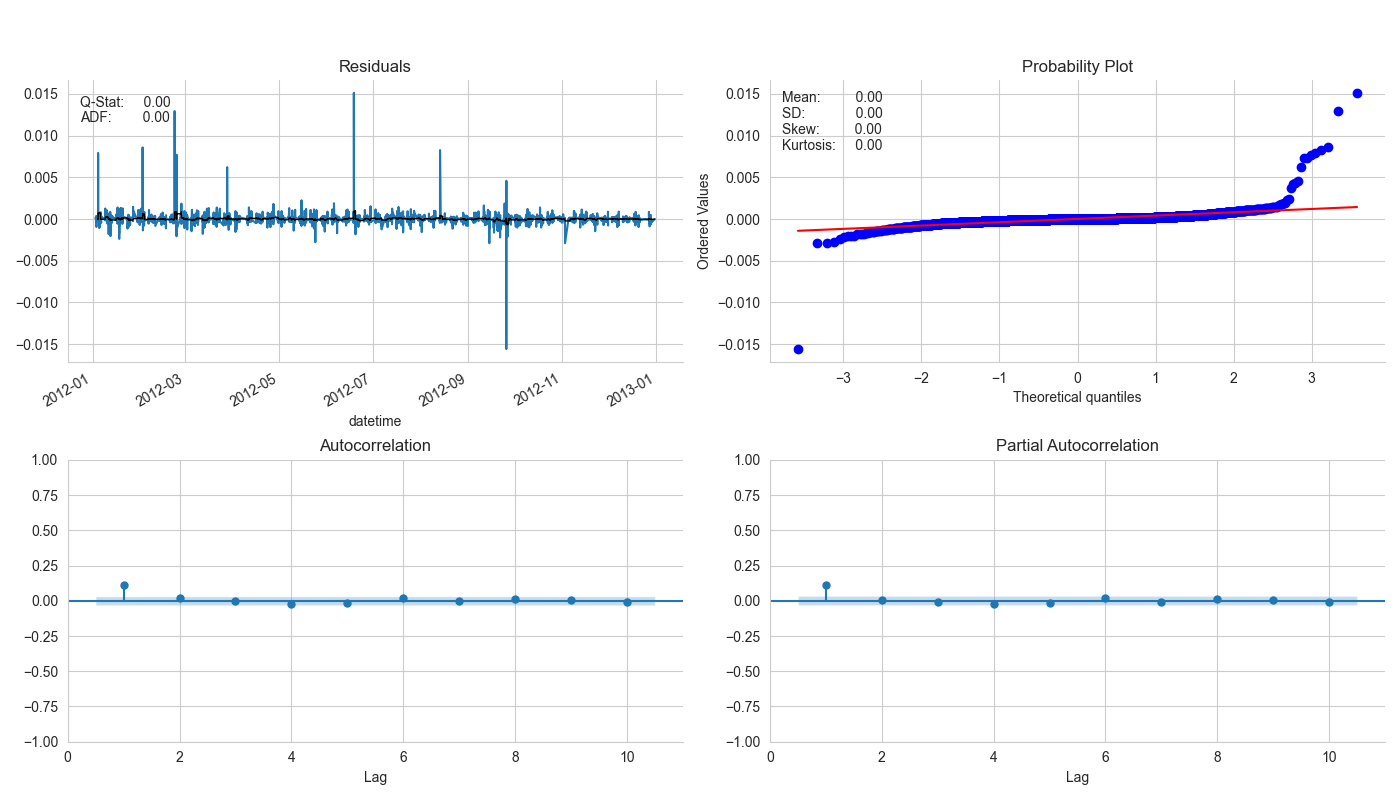 Residuals
Q-Stat: 0.00
ADF: 0.00
0.015
0.010
0.005
0.000
−0.005
−0.010
−0.015
2012-01
2012-03
2012-05
2012-07
2012-09
2012-11
2013-01
datetime
Probability Plot
Mean: 0.00
SD: 0.00
Skew: 0.00
Kurtosis: 0.00
Ordered Values
0.015
0.010
0.005
0.000
−0.005
−0.010
−0.015
−3 −2 −1 0 1 2 3
Theoretical quantiles
Autocorrelation
1.00
0.75
0.50
0.25
0.00
−0.25
−0.50
−0.75
−1.00
0 2 4 6 8 10
Lag
Partial Autocorrelation
1.00
0.75
0.50
0.25
0.00
−0.25
−0.50
−0.75
−1.00
0 2 4 6 8 10
Lag